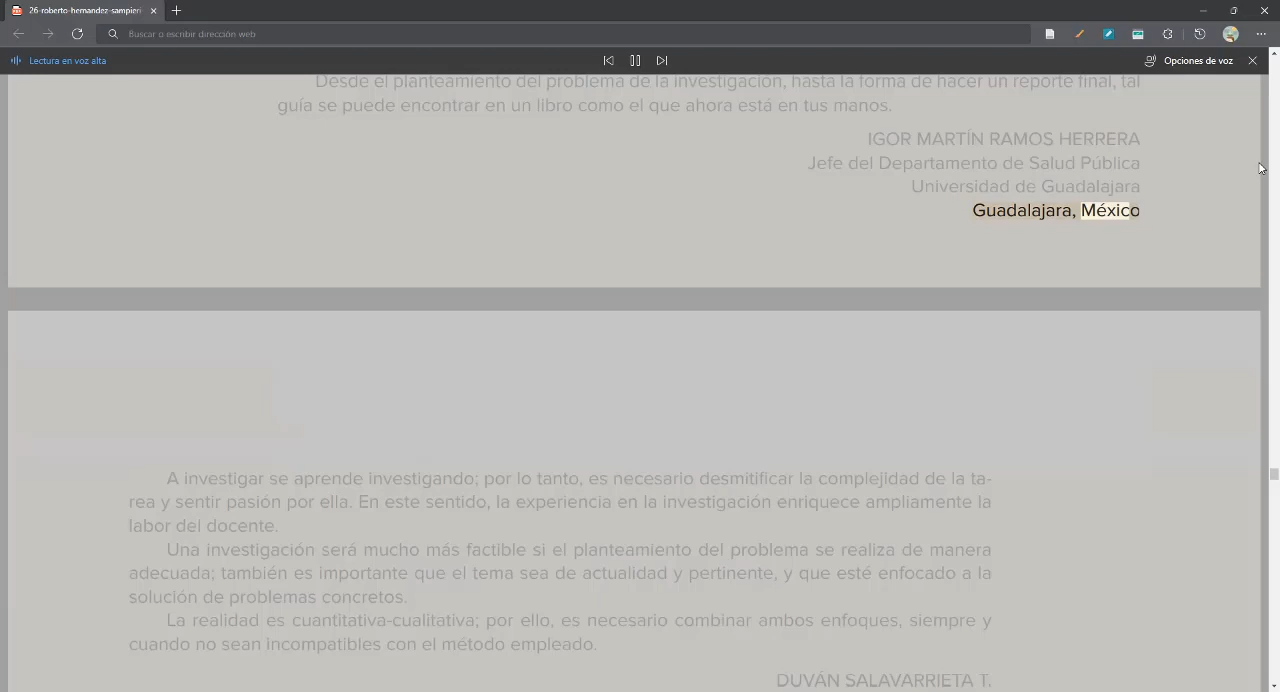 26-roberto-hernandez-sampieri
Buscar o escribir dirección web
Lectura en voz alta
Opciones de voz
Desde el planteamiento del problema de la investigación, hasta la forma de hacer un reporte final, tal
guía se puede encontrar en un libro como el que ahora está en tus manos.
IGOR MARTÍN RAMOS HERRERA
Jefe del Departamento de Salud Pública
Universidad de Guadalajara
Guadalajara, México
A investigar se aprende investigando; por lo tanto, es necesario desmitificar la complejidad de la ta-
rea y sentir pasión por ella. En este sentido, la experiencia en la investigación enriquece ampliamente la
labor del docente.
Una investigación será mucho más factible si el planteamiento del problema se realiza de manera
adecuada; también es importante que el tema sea de actualidad y pertinente, y que esté enfocado a la
solución de problemas concretos.
La realidad es cuantitativa-cualitativa; por ello, es necesario combinar ambos enfoques, siempre y
cuando no sean incompatibles con el método empleado.
DUVÁN SALAVARRIETA T.